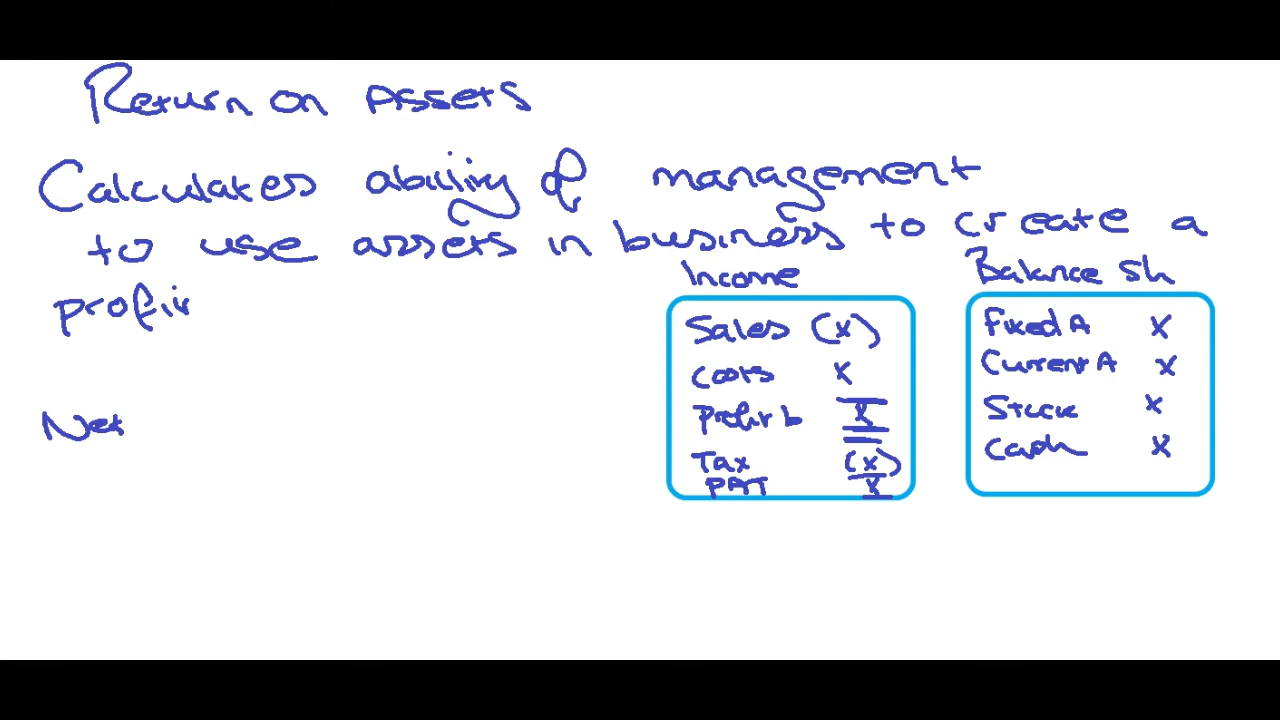 Return on Assets
Calculates ability of management
to use assets in business to create a
profit
Net
Income
Sales (x)
Costs x
Profit b x
Tax (x)
PAT x
Balance Sh
Fixed A x
Current A x
Stock x
Cash x